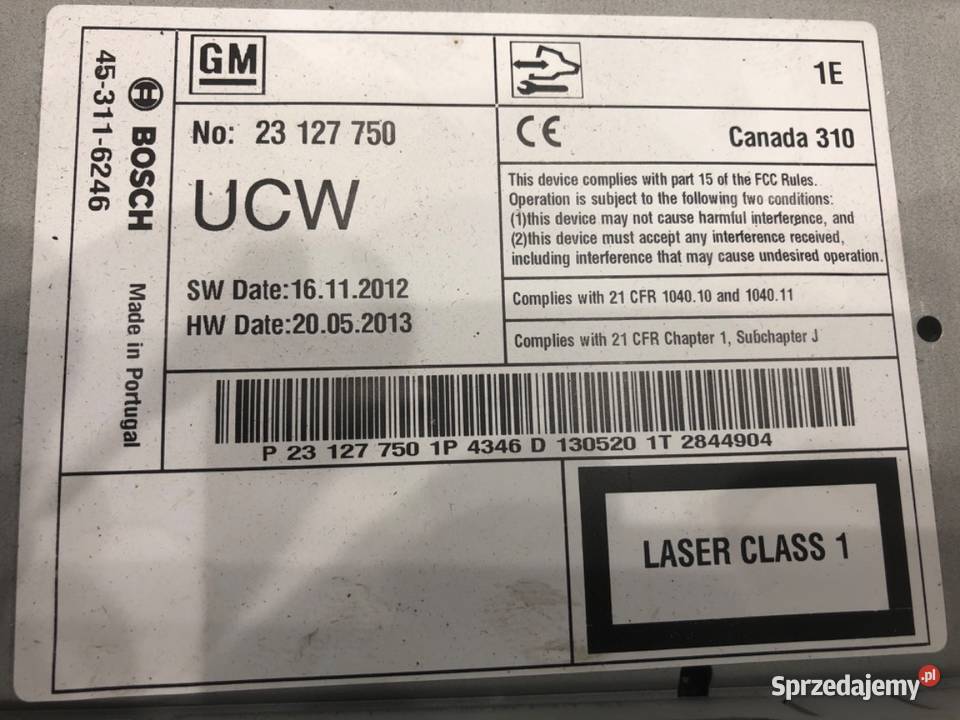 GM
1E
No: 23 127 750
UCW
CE
Canada 310
SW Date:16.11.2012
HW Date:20.05.2013
This device complies with part 15 of the FCC Rules.
Operation is subject to the following two conditions:
(1)this device may not cause harmful interference, and
(2)this device must accept any interference received,
including interference that may cause undesired operation.
Complies with 21 CFR 1040.10 and 1040.11
Complies with 21 CFR Chapter 1, Subchapter J
BOSCH
45-311-6246
Made in Portugal
P 23 127 750 1P 4346 D 130520 1T 2844904
LASER CLASS 1
Sprzedajemy.pl